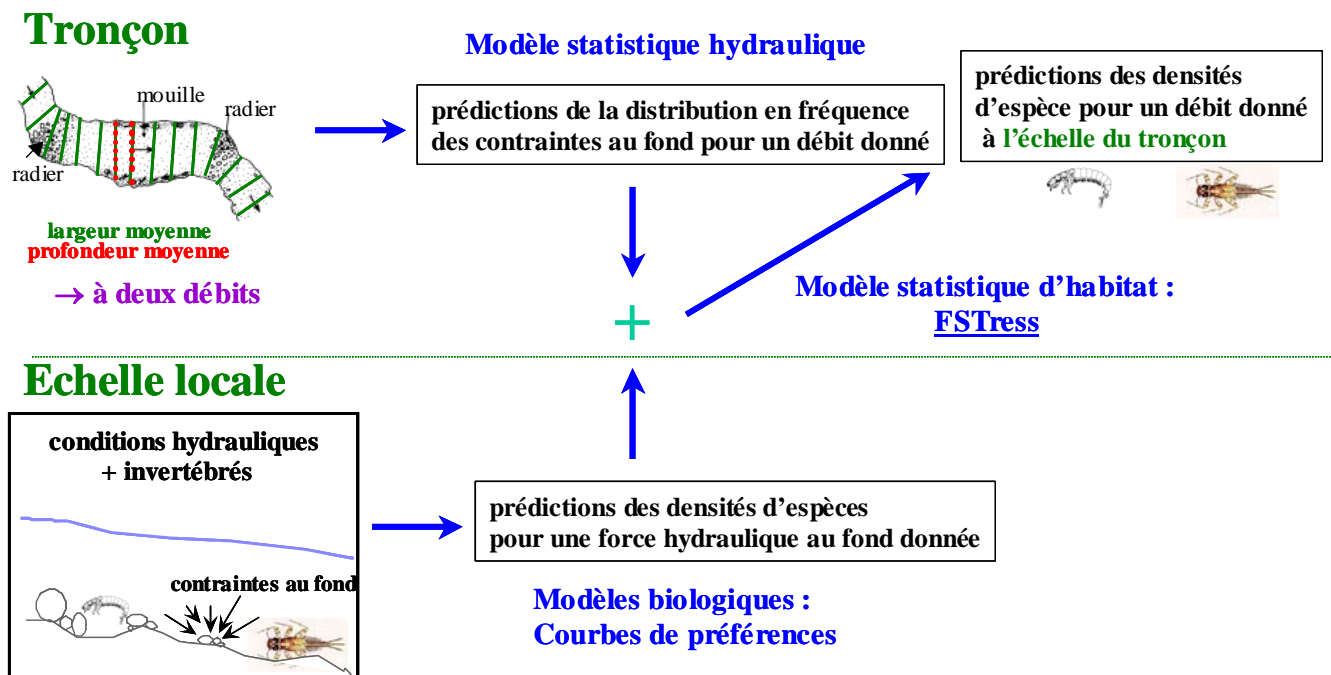 Tronçon
Modèle statistique hydraulique
mouille
radier
radier
largeur moyenne
profondeur moyenne
→ à deux débits
prédictions de la distribution en fréquence
des contraintes au fond pour un débit donné
prédictions des densités
d'espèce pour un débit donné
à l'échelle du tronçon
+
Modèle statistique d'habitat :
FSTress
Echelle locale
conditions hydrauliques
+ invertébrés
contraintes au fond
prédictions des densités d'espèces
pour une force hydraulique au fond donnée
Modèles biologiques :
Courbes de préférences